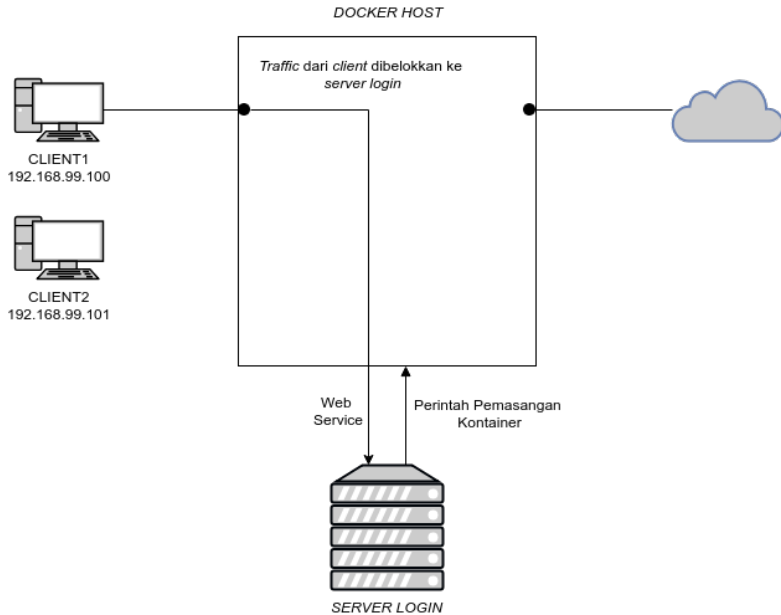 DOCKER HOST
Traffic dari client dibelokkan ke
server login
CLIENT1
192.168.99.100
CLIENT2
192.168.99.101
Web
Service
Perintah Pemasangan
Kontainer
SERVER LOGIN